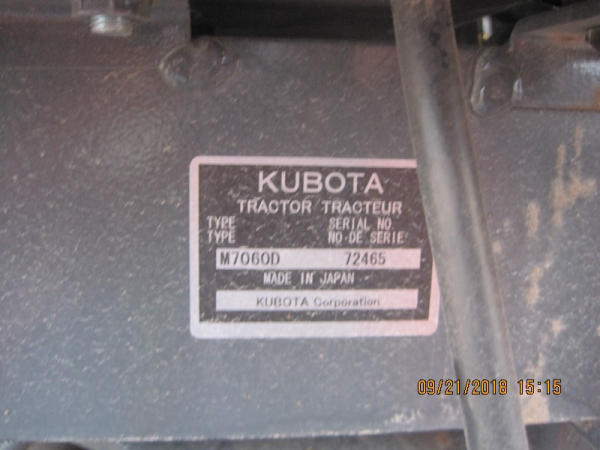 KUBOTA
TRACTOR TRACTEUR
TYPE SERIAL NO.
TYPE NO·DE SERIE
M7060D 72465
MADE IN JAPAN
KUBOTA Corporation
09/21/2018 15:15